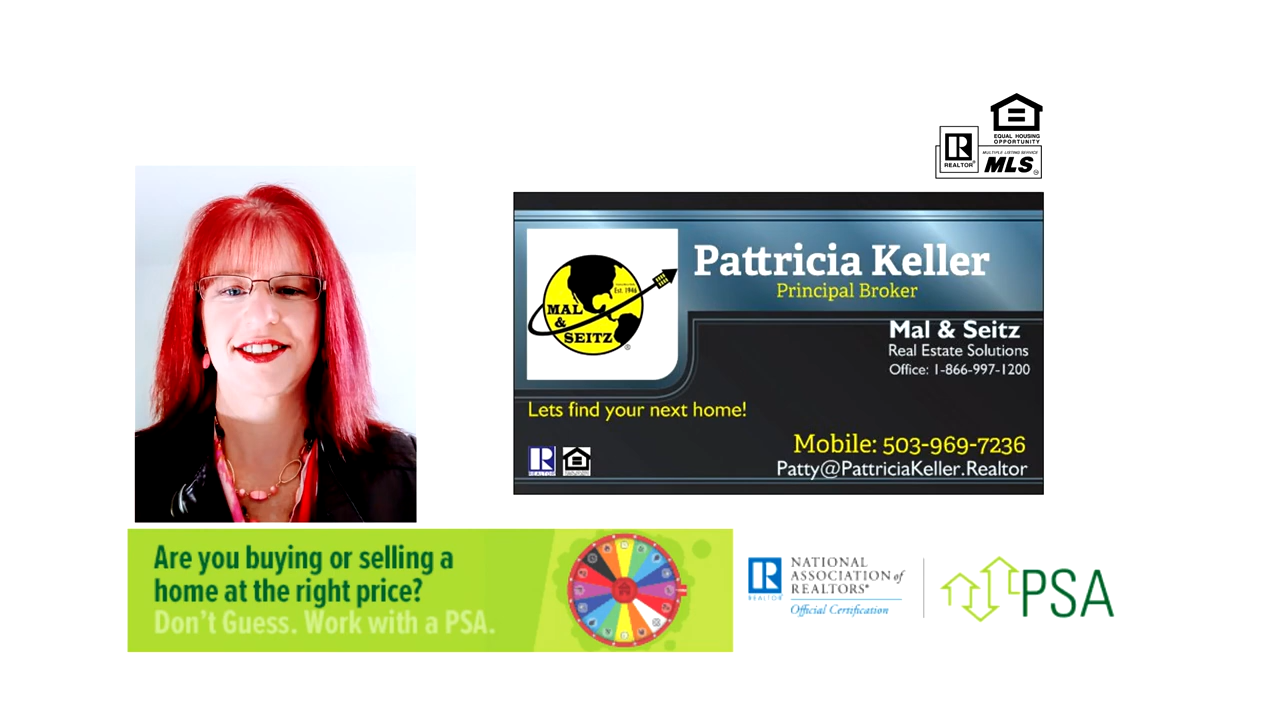 EQUAL HOUSING
OPPORTUNITY
REALTOR®
MULTIPLE LISTING SERVICE
MLS®
Pattricia Keller
Principal Broker
Est. 1946
MAL
&
SEITZ
®
Mal & Seitz
Real Estate Solutions
Office: 1-866-997-1200
Lets find your next home!
Mobile: 503-969-7236
Patty@PattriciaKeller.Realtor
Are you buying or selling a
home at the right price?
Don't Guess. Work with a PSA.
REALTOR
NATIONAL
ASSOCIATION of
REALTORS®
Official Certification
PSA